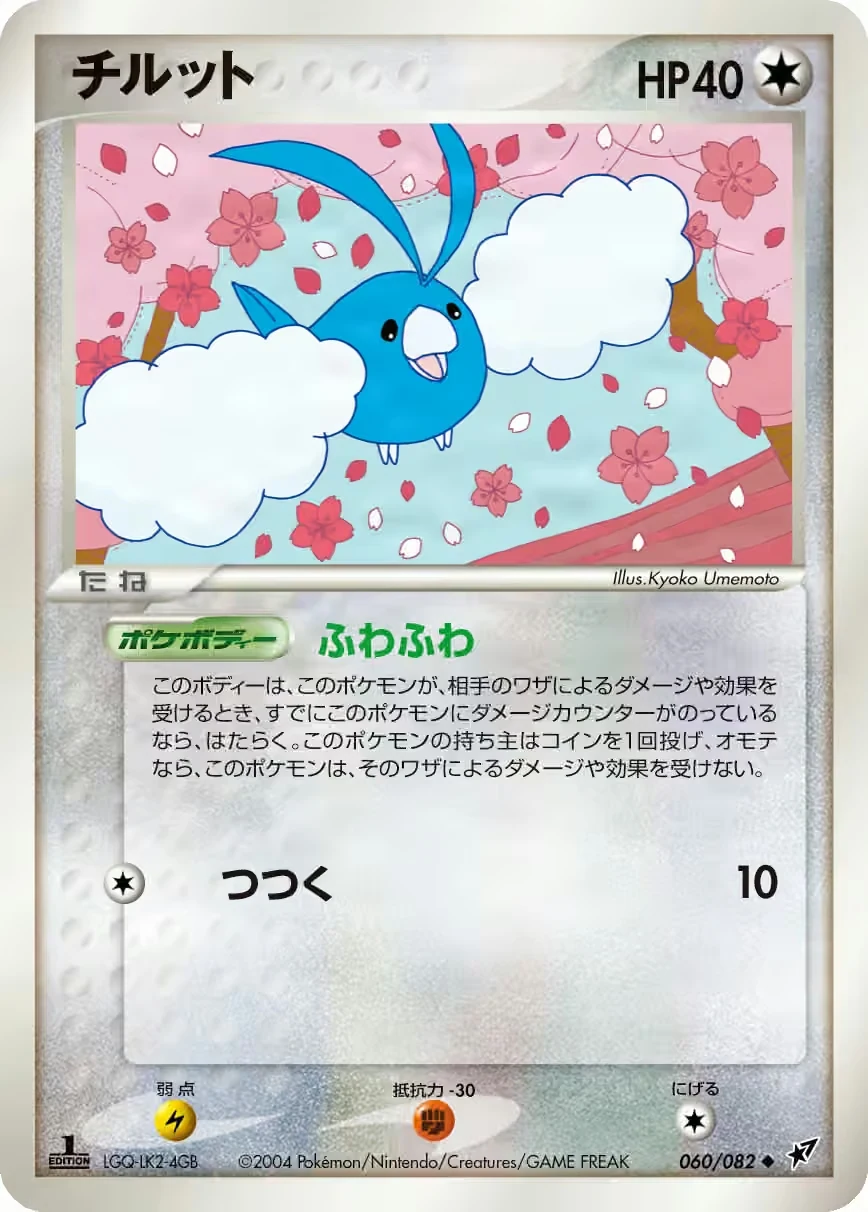 チルット HP40
たね Illus.Kyoko Umemoto
ポケボディー ふわふわ
このボディーは、このポケモンが、相手のワザによるダメージや効果を
受けるとき、すでにこのポケモンにダメージカウンターがのっている
なら、はたらく。このポケモンの持ち主はコインを1回投げ、オモテ
なら、このポケモンは、そのワザによるダメージや効果を受けない。
つつく 10
弱点 抵抗力 -30 にげる
1 EDITION LGQ-LK2-4GB ©2004 Pokémon/Nintendo/Creatures/GAME FREAK 060/082